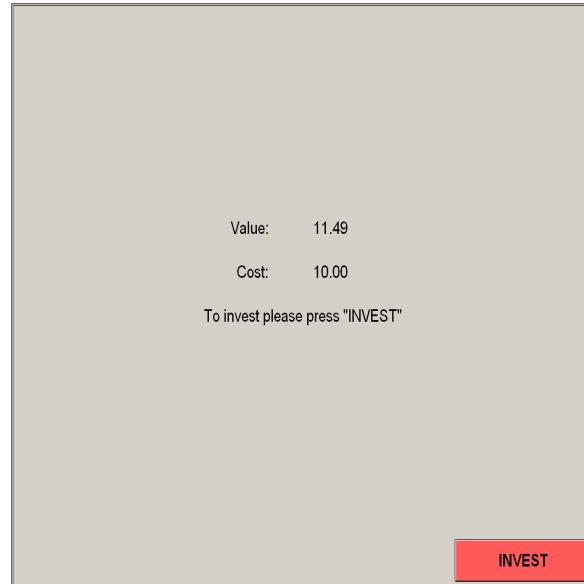 Value: 11.49
Cost: 10.00
To invest please press "INVEST"
INVEST